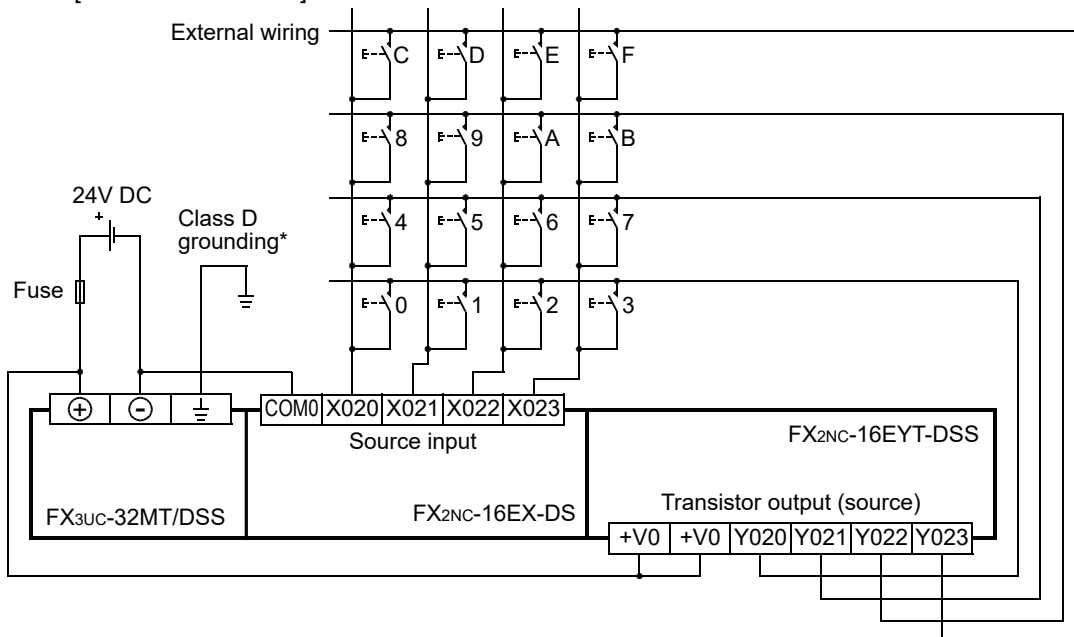 External wiring
C D E F
8 9 A B
24V DC
+
Class D
grounding*
4 5 6 7
Fuse
0 1 2 3
+ - COM0 X020 X021 X022 X023
Source input
FX2NC-16EYT-DSS
FX3UC-32MT/DSS
FX2NC-16EX-DS
Transistor output (source)
+V0 +V0 Y020 Y021 Y022 Y023